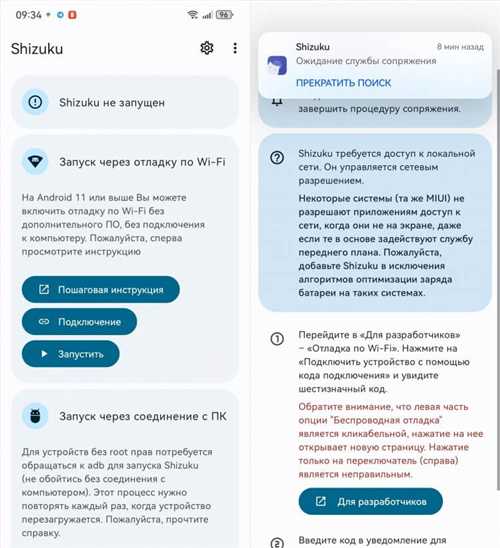 09:34
96
Shizuku
Shizuku не запущен
Запуск через отладку по Wi-Fi
На Android 11 или выше Вы можете
включить отладку по Wi-Fi без
дополнительного ПО, без подключения
к компьютеру. Пожалуйста, сперва
просмотрите инструкцию
Пошаговая инструкция
Подключение
Запустить
Запуск через соединение с ПК
Для устройств без root прав потребуется
обращаться к adb для запуска Shizuku
(не обойтись без соединения с
компьютером). Этот процесс нужно
повторять каждый раз, когда устройство
перезагружается. Пожалуйста, прочтите
справку.
Shizuku
8 мин назад
Ожидание службы сопряжения
ПРЕКРАТИТЬ ПОИСК
завершить процедуру сопряжения.
Shizuku требуется доступ к локальной
сети. Он управляется сетевым
разрешением.
Некоторые системы (та же MIUI) не
разрешают приложениям доступ к
сети, когда они не на экране, даже
если те в основе задействуют службу
переднего плана. Пожалуйста,
добавьте Shizuku в исключения
алгоритмов оптимизации заряда
батареи на таких системах.
1
Перейдите в «Для разработчиков»
– «Отладка по Wi-Fi». Нажмите на
«Подключить устройство с помощью
кода подключения» и увидите
шестизначный код.
Обратите внимание, что левая часть
опции "Беспроводная отладка"
является кликабельной, нажатие на нее
открывает новую страницу. Нажатие
только на переключатель (справа)
является неправильным.
Для разработчиков
2
Введите код в уведомление для